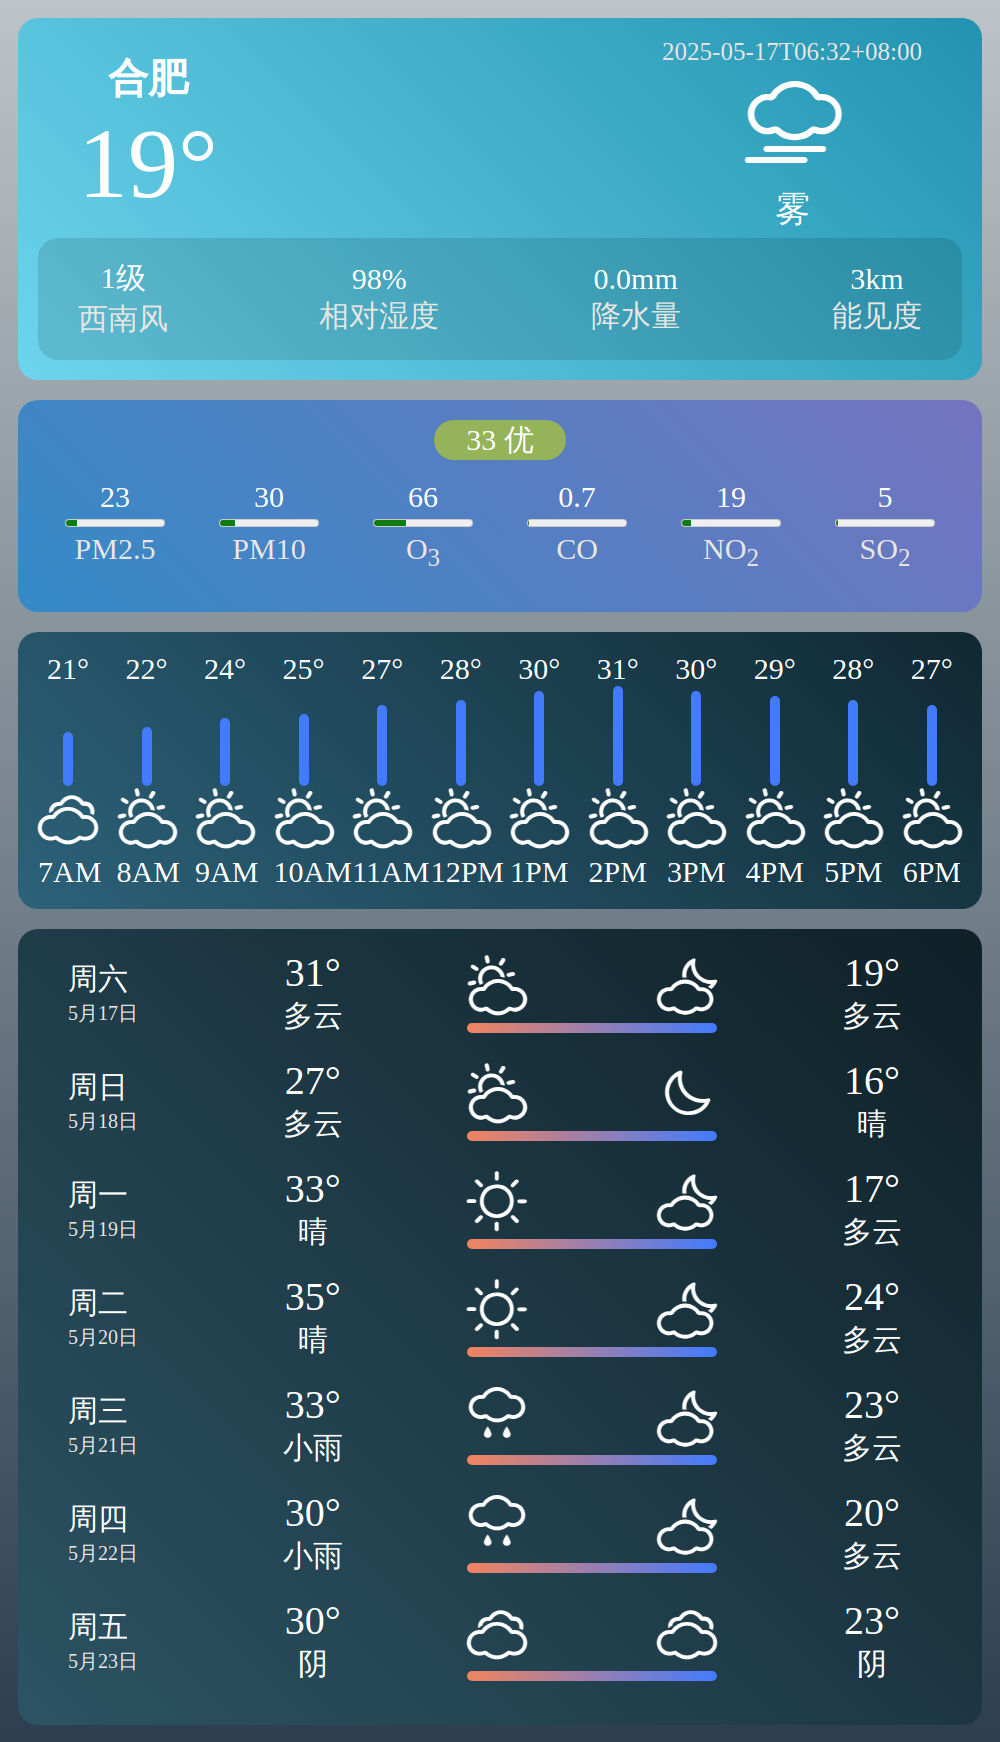 合肥
19°
2025-05-17T06:32+08:00
雾
1级 98% 0.0mm 3km
西南风 相对湿度 降水量 能见度
33 优
23 30 66 0.7 19 5
PM2.5 PM10 O3 CO NO2 SO2
21° 22° 24° 25° 27° 28° 30° 31° 30° 29° 28° 27°
7AM 8AM 9AM 10AM 11AM 12PM 1PM 2PM 3PM 4PM 5PM 6PM
周六 31° 19°
5月17日 多云 多云
周日 27° 16°
5月18日 多云 晴
周一 33° 17°
5月19日 晴 多云
周二 35° 24°
5月20日 晴 多云
周三 33° 23°
5月21日 小雨 多云
周四 30° 20°
5月22日 小雨 多云
周五 30° 23°
5月23日 阴 阴